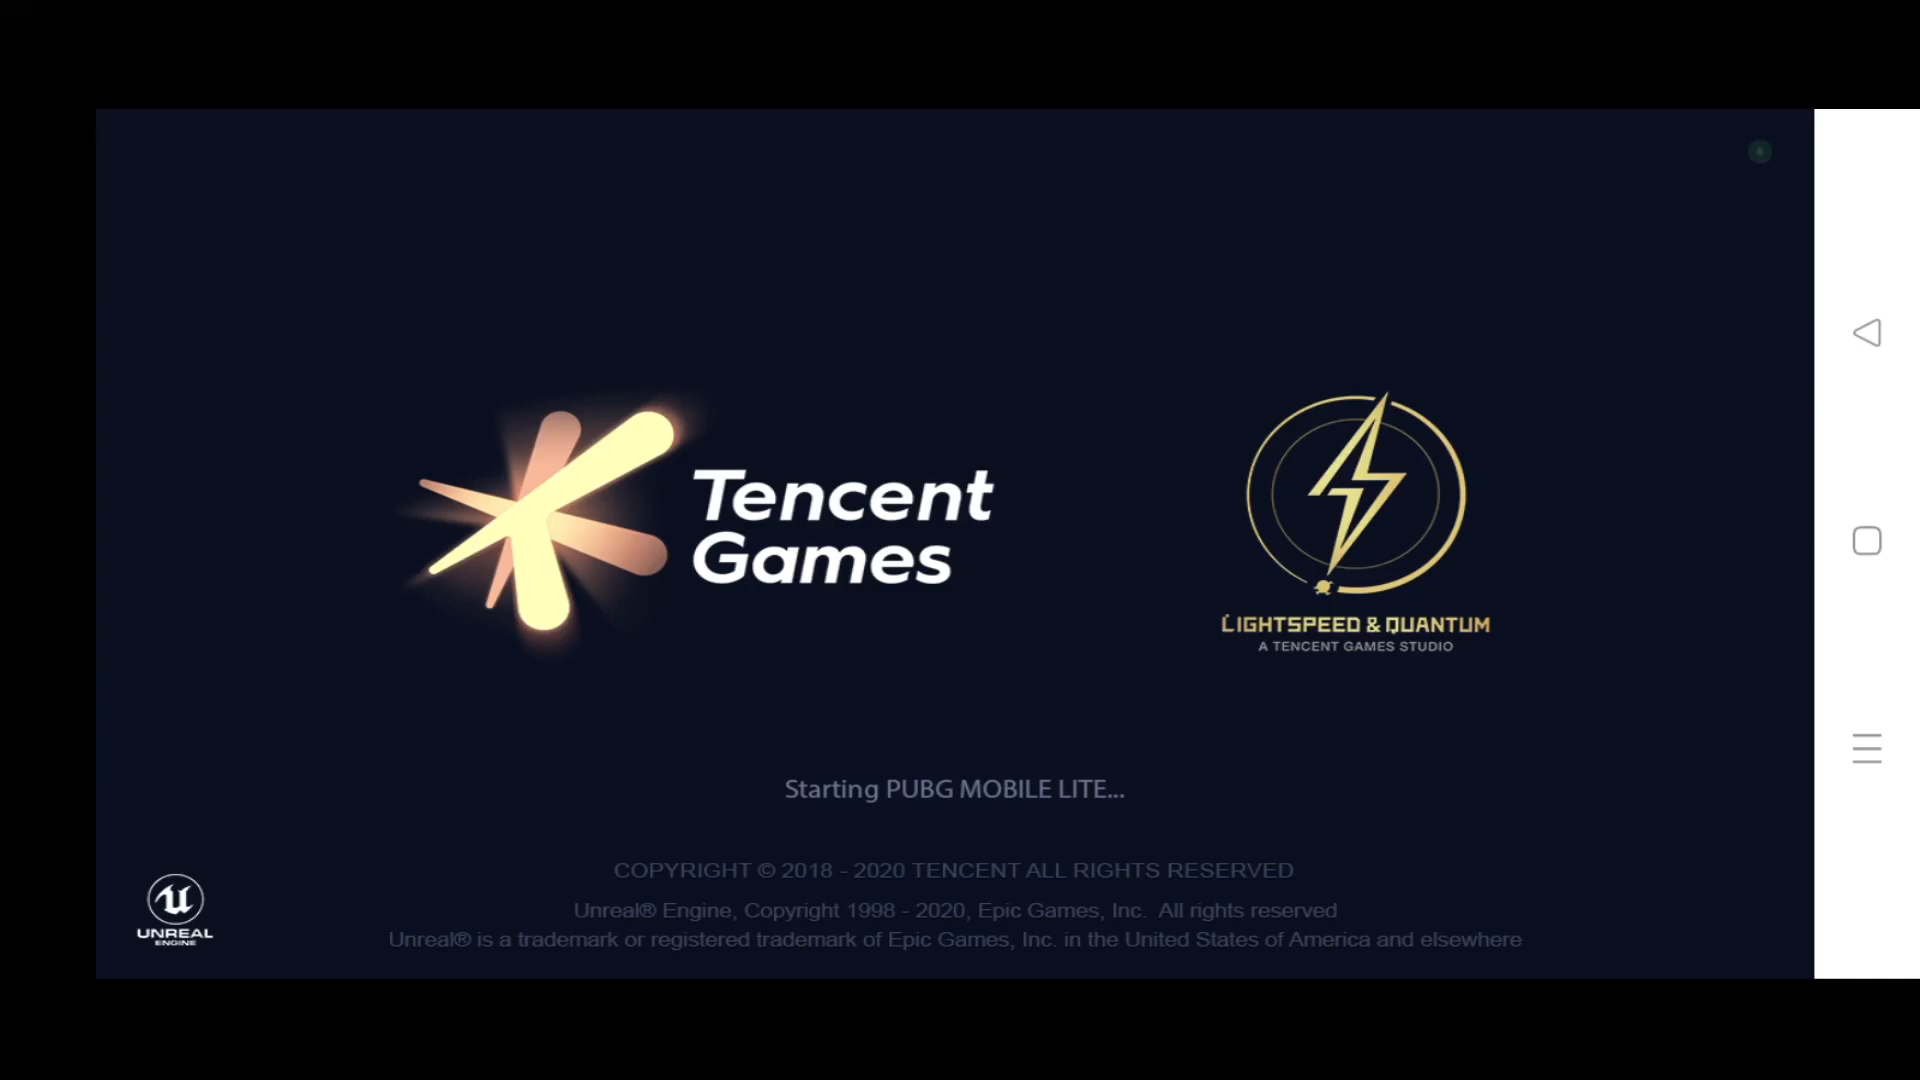 Tencent
Games
LIGHTSPEED & QUANTUM
A TENCENT GAMES STUDIO
Starting PUBG MOBILE LITE...
COPYRIGHT © 2018 - 2020 TENCENT ALL RIGHTS RESERVED
Unreal® Engine, Copyright 1998 - 2020, Epic Games, Inc. All rights reserved
Unreal® is a trademark or registered trademark of Epic Games, Inc. in the United States of America and elsewhere
UNREAL
ENGINE